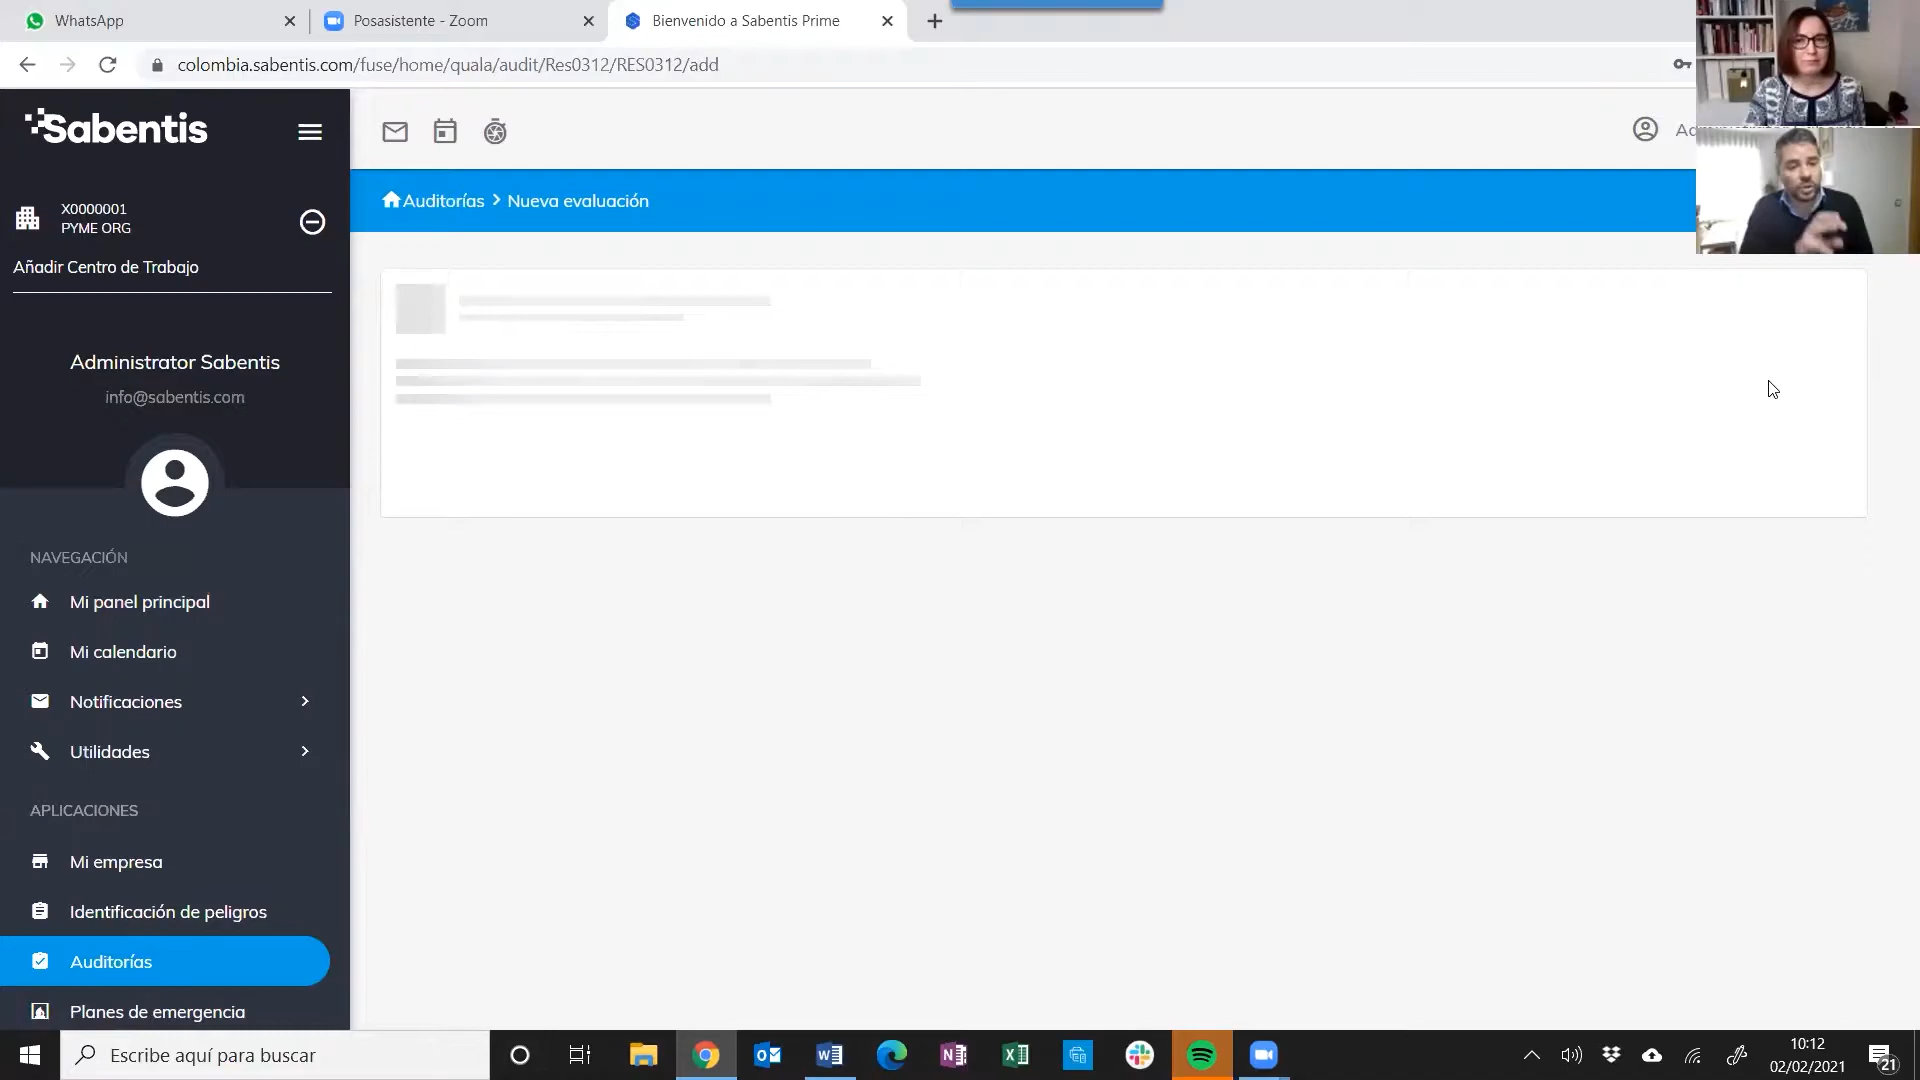 WhatsApp
Posasistente - Zoom
Bienvenido a Sabentis Prime
colombia.sabentis.com/fuse/home/quala/audit/Res0312/RES0312/add
Sabentis
X0000001
PYME ORG
Añadir Centro de Trabajo
Administrator Sabentis
info@sabentis.com
Auditorías > Nueva evaluación
NAVEGACIÓN
Mi panel principal
Mi calendario
Notificaciones
Utilidades
APLICACIONES
Mi empresa
Identificación de peligros
Auditorías
Planes de emergencia
Escribe aquí para buscar
10:12
02/02/2021
21